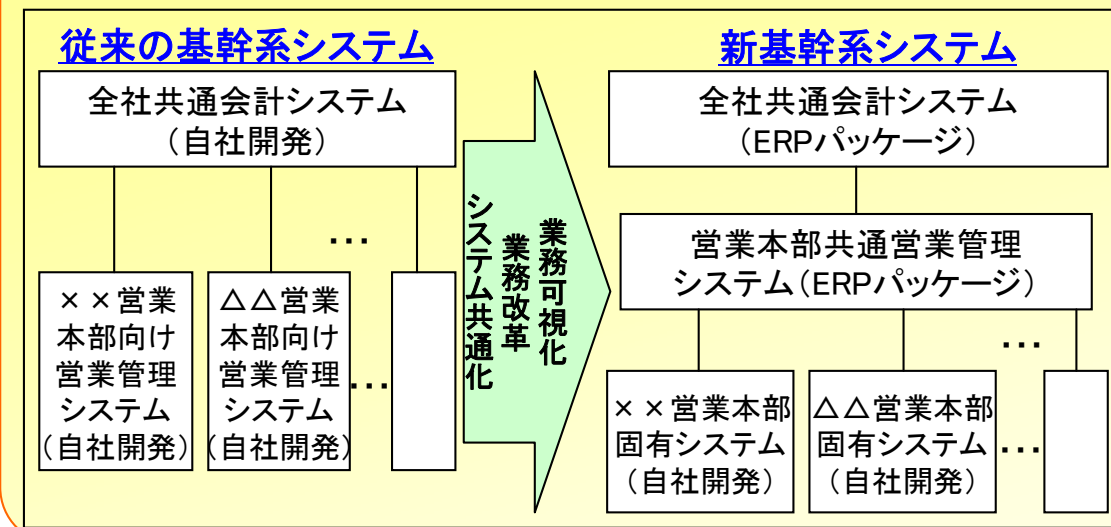 従来の基幹系システム
全社共通会計システム
（自社開発）
…
××営業
本部向け
営業管理
システム
（自社開発）
△△営業
本部向け
営業管理
システム
（自社開発）
…
業務可視化
業務改革
システム共通化
新基幹系システム
全社共通会計システム
（ERPパッケージ）
営業本部共通営業管理
システム（ERPパッケージ）
…
××営業本部
固有システム
（自社開発）
△△営業本部
固有システム
（自社開発）
…